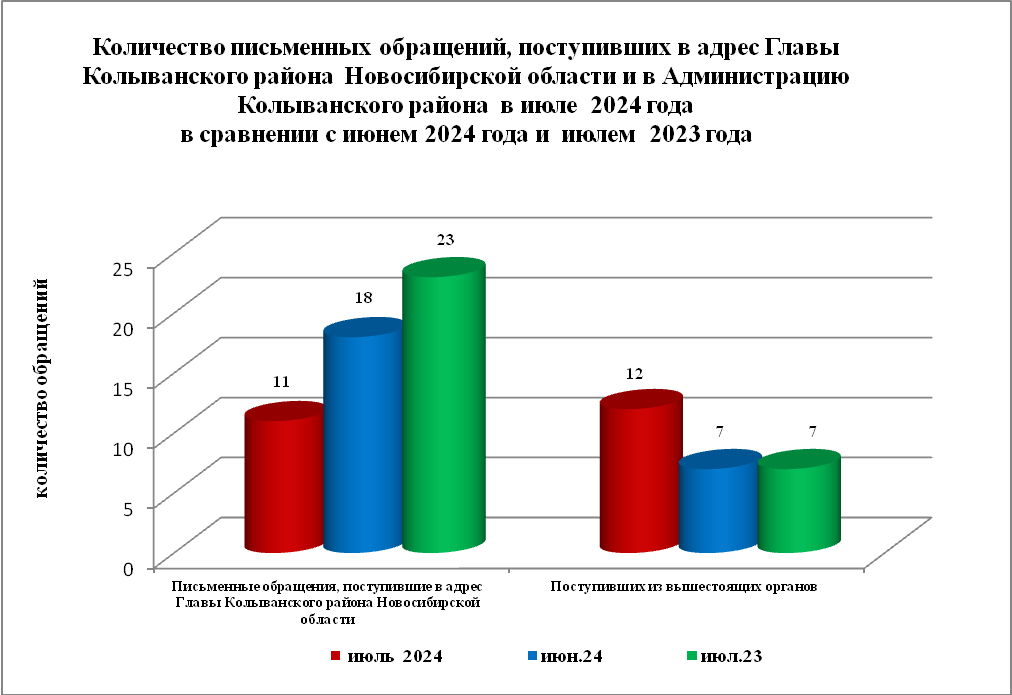 Количество письменных обращений, поступивших в адрес Главы
Колыванского района Новосибирской области и в Администрацию
Колыванского района в июле 2024 года
в сравнении с июнем 2024 года и июлем 2023 года
количество обращений
25
20
15
10
5
0
11
18
23
12
7
7
Письменные обращения, поступившие в адрес
Главы Колыванского района Новосибирской
области
Поступивших из вышестоящих органов
июль 2024
июн.24
июл.23